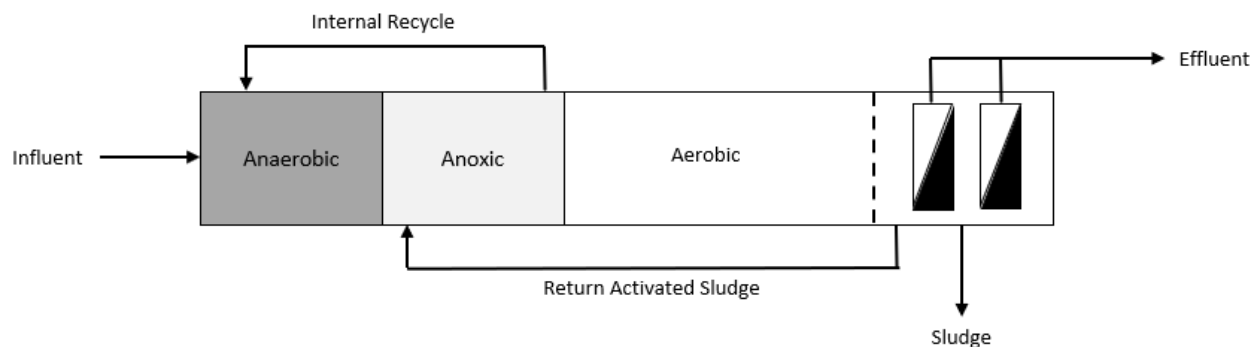 Internal Recycle
Effluent
Influent
Anaerobic
Anoxic
Aerobic
Return Activated Sludge
Sludge